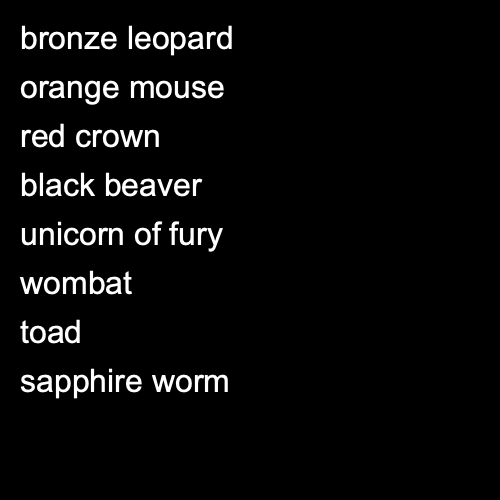 bronze leopard
orange mouse
red crown
black beaver
unicorn of fury
wombat
toad
sapphire worm